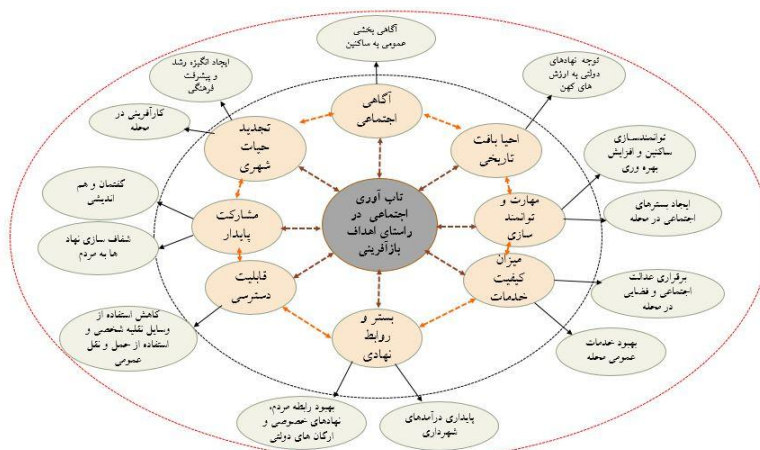 آگاهی بخشی
عمومی به ساکنین
ایجاد انگیزه رشد
و پیشرفت
فرهنگی
توجه نهادهای
دولتی به ارزش
های کهن
کارآفرینی در
محله
آگاهی
اجتماعی
تجدید
حیات
شهری
احیا بافت
تاریخی
توانمندسازی
ساکنین و افزایش
بهره وری
گفتمان و هم
اندیشی
مشارکت
پایدار
تاب آوری
اجتماعی در
راستای اهداف
بازآفرینی
مهارت و
توانمند
سازی
ایجاد بسترهای
اجتماعی در محله
شفاف سازی نهاد
ها به مردم
قابلیت
دسترسی
میزان
کیفیت
خدمات
برقراری عدالت
اجتماعی و فضایی
در محله
کاهش استفاده از
وسایل نقلیه شخصی و
استفاده از حمل و نقل
عمومی
بستر و
روابط
نهادی
بهبود خدمات
عمومی محله
بهبود رابطه مردم،
نهادهای خصوصی و
ارگان های دولتی
پایداری درآمدهای
شهرداری